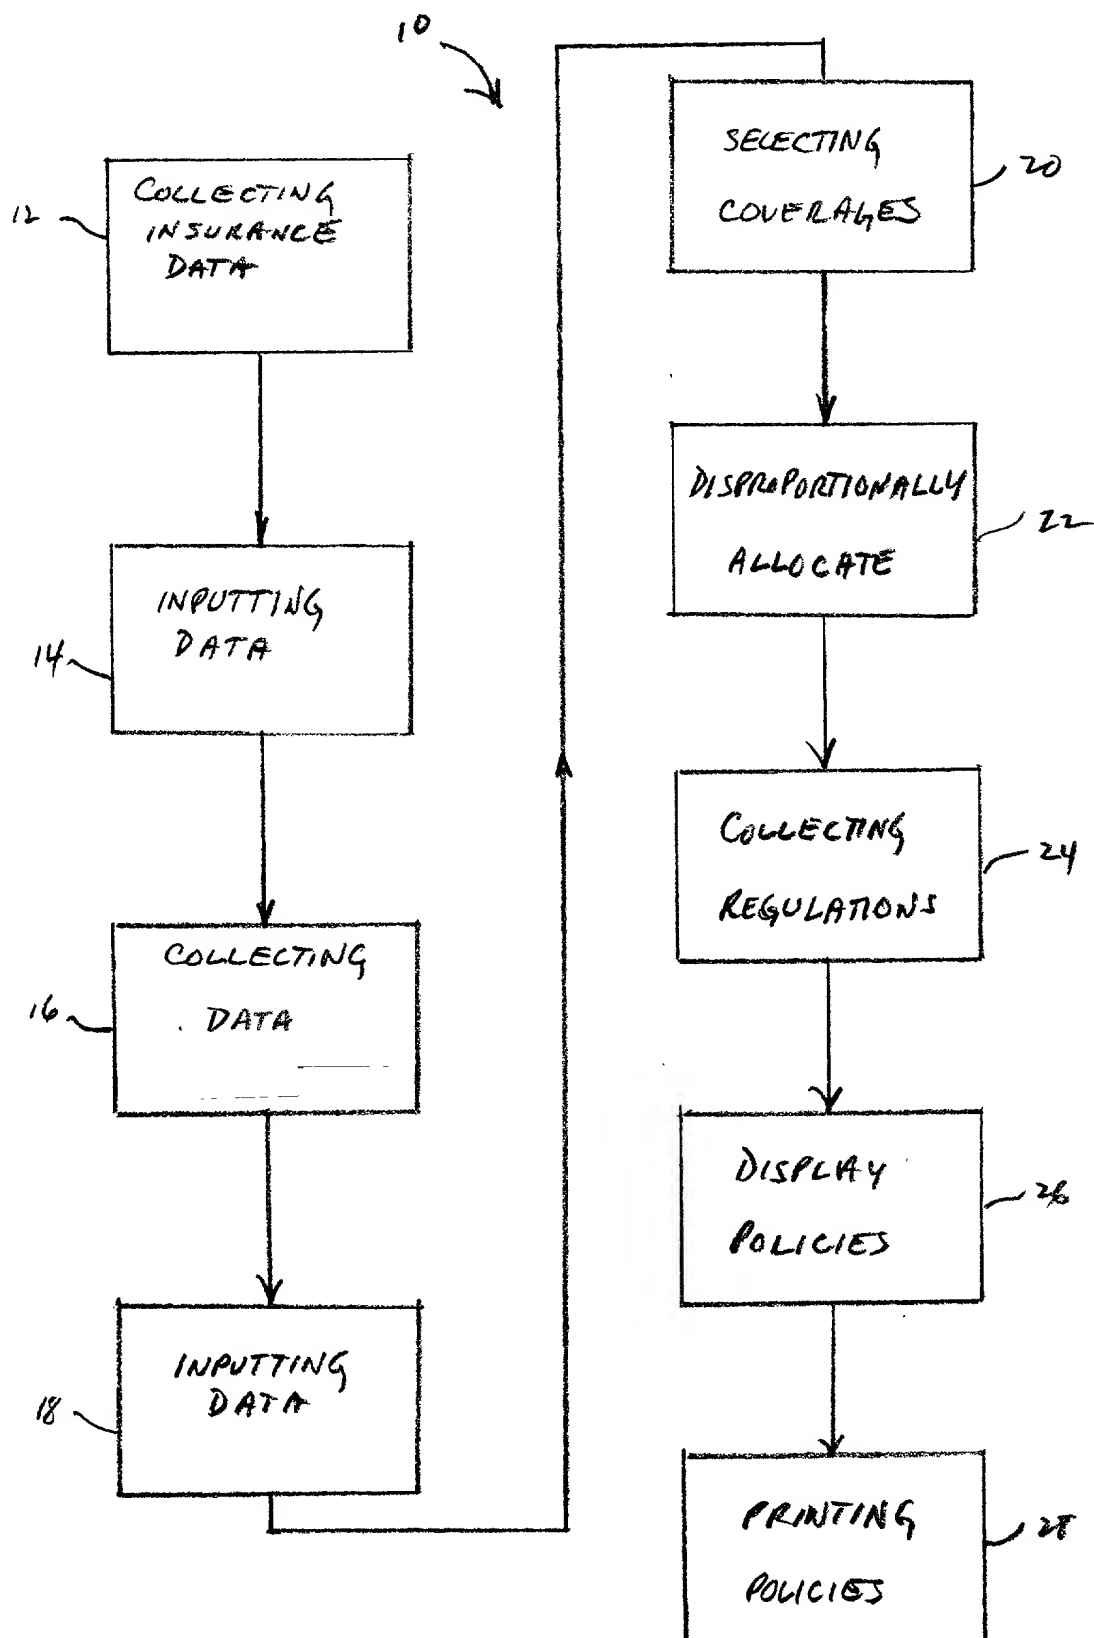 10
12
COLLECTING
INSURANCE
DATA
14
INPUTTING
DATA
16
COLLECTING
DATA
18
INPUTTING
DATA
SELECTING
COVERAGES
20
DISPROPORTIONALLY
ALLOCATE
22
COLLECTING
REGULATIONS
24
DISPLAY
POLICIES
26
PRINTING
POLICIES
28